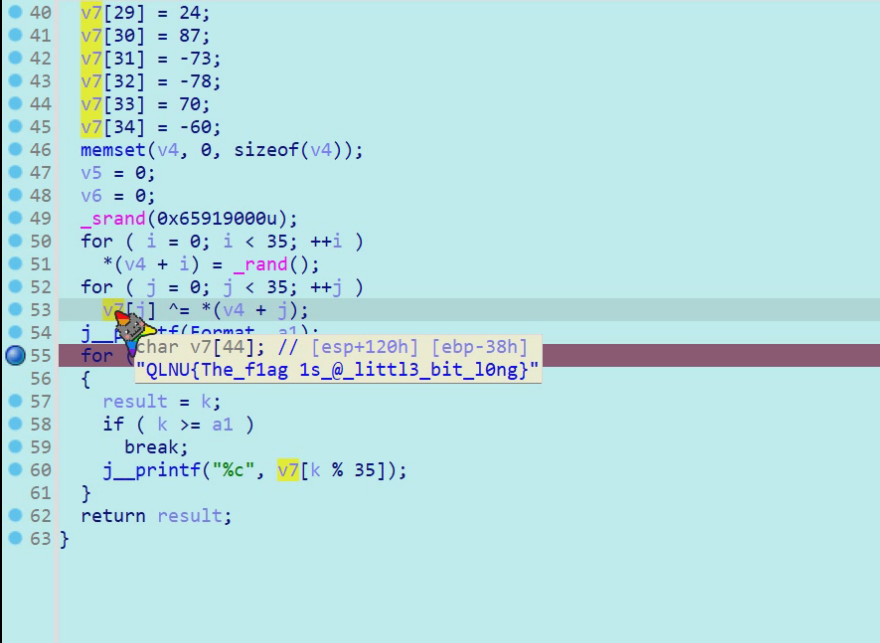 40 v7[29] = 24;
41 v7[30] = 87;
42 v7[31] = -73;
43 v7[32] = -78;
44 v7[33] = 70;
45 v7[34] = -60;
46 memset(v4, 0, sizeof(v4));
47 v5 = 0;
48 v6 = 0;
49 _srand(0x65919000u);
50 for ( i = 0; i < 35; ++i )
51 *(v4 + i) = _rand();
52 for ( j = 0; j < 35; ++j )
53 v7[j] ^= *(v4 + j);
54 j__printf(Format, a1);
55 for
char v7[44]; // [esp+120h] [ebp-38h]
"QLNU{The_f1ag 1s_@_littl3_bit_l0ng}"
56 {
57 result = k;
58 if ( k >= a1 )
59 break;
60 j__printf("%c", v7[k % 35]);
61 }
62 return result;
63 }